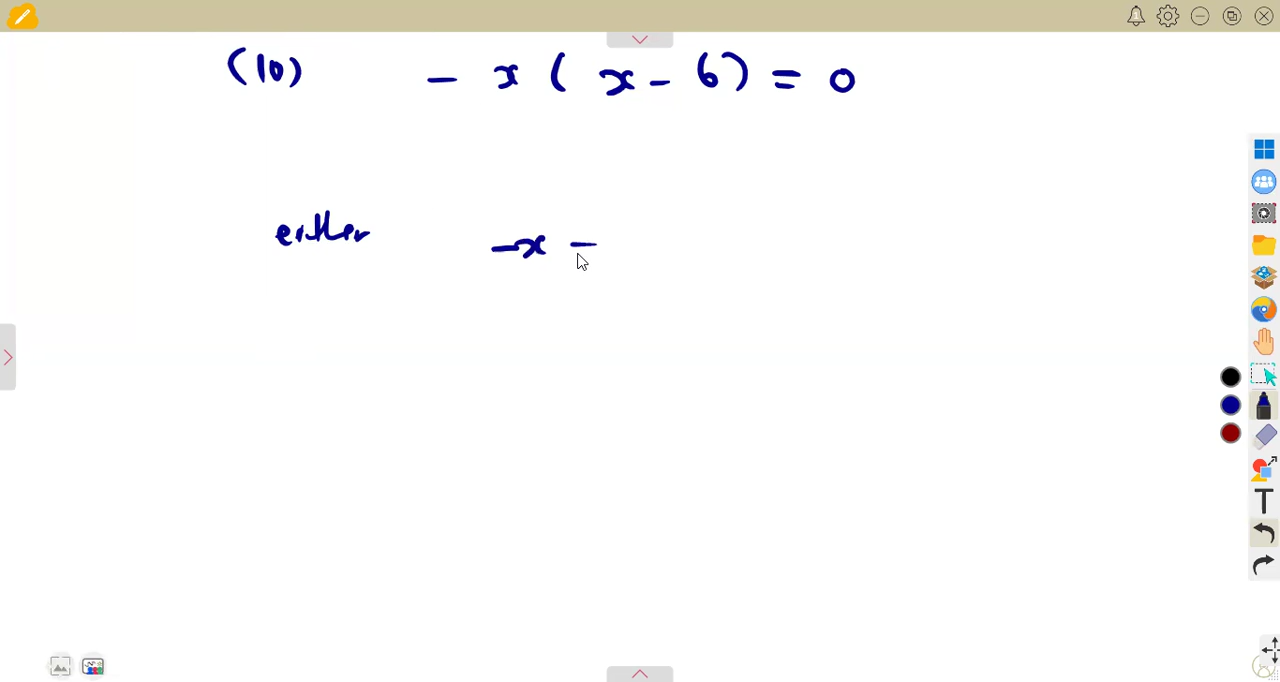 (10) - x ( x - 6) = 0
either -x -